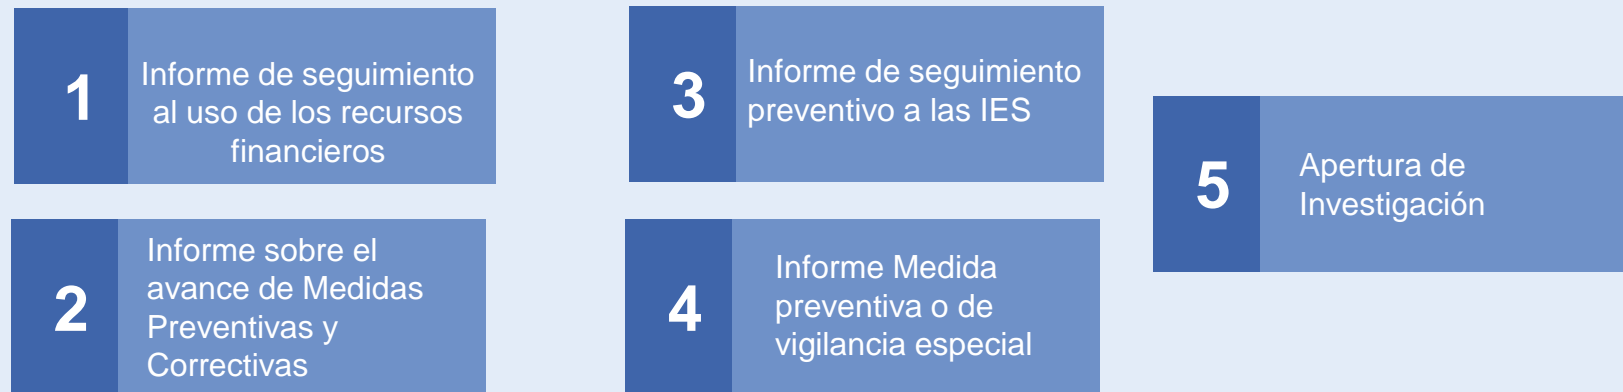 1
Informe de seguimiento
al uso de los recursos
financieros
2
Informe sobre el
avance de Medidas
Preventivas y
Correctivas
3
Informe de seguimiento
preventivo a las IES
4
Informe Medida
preventiva o de
vigilancia especial
5
Apertura de
Investigación